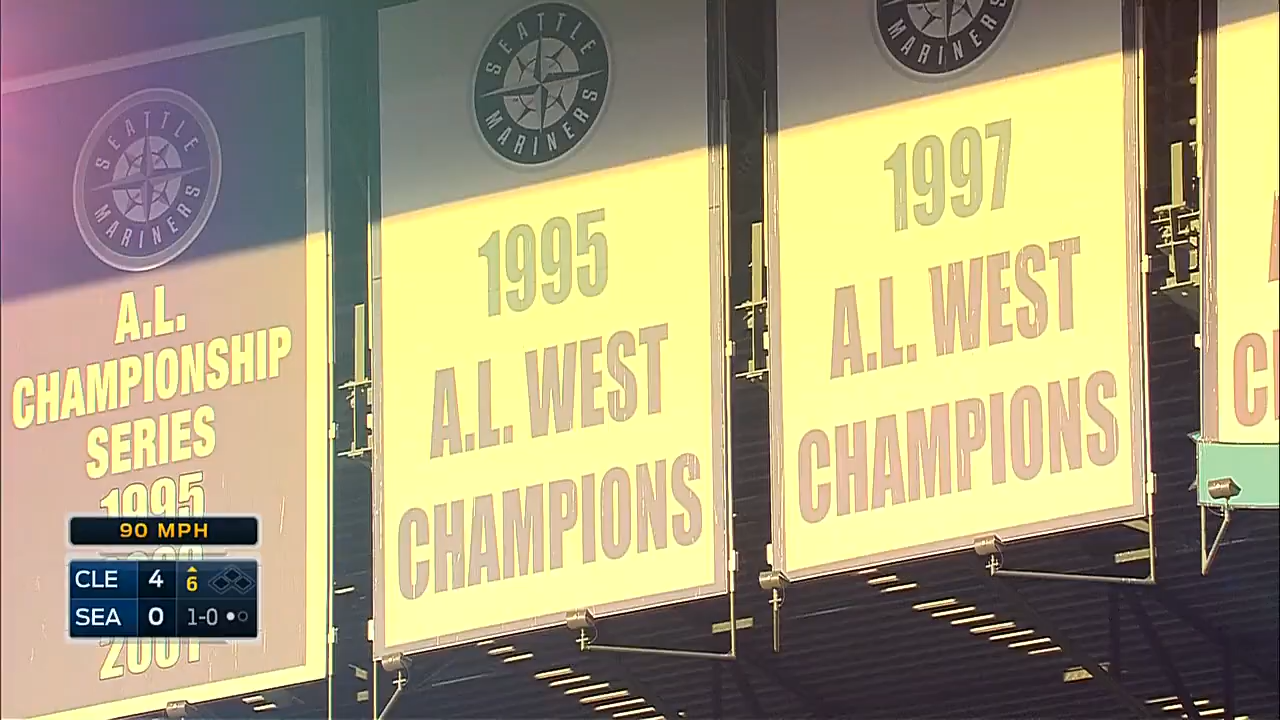 SEATTLE
MARINERS
A.L.
CHAMPIONSHIP
SERIES
1995
2001
SEATTLE
MARINERS
1995
A.L. WEST
CHAMPIONS
MARINERS
1997
A.L. WEST
CHAMPIONS
C
90 MPH
CLE 4 6
SEA 0 1-0